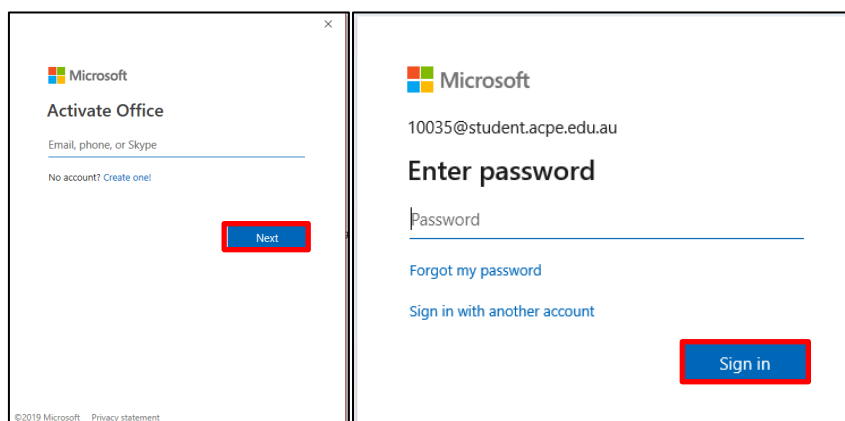 ×
Microsoft
Activate Office
Email, phone, or Skype
No account? Create one!
Next
©2019 Microsoft Privacy statement
Microsoft
10035@student.acpe.edu.au
Enter password
Password
Forgot my password
Sign in with another account
Sign in